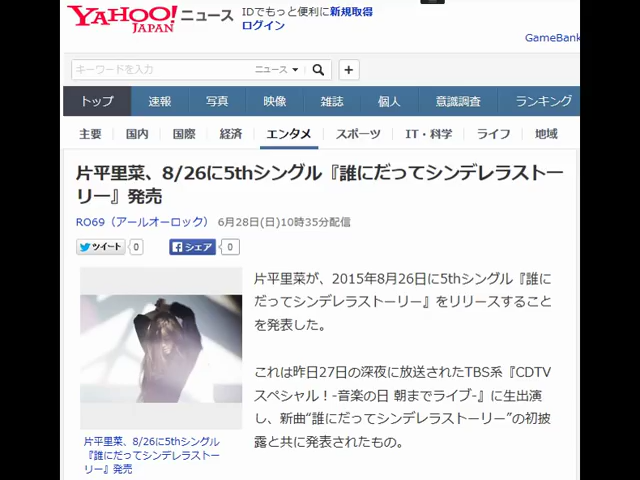 YAHOO! ニュース
JAPAN
IDでもっと便利に新規取得
ログイン
GameBank
キーワードを入力 ニュース ▼ +
トップ 速報 写真 映像 雑誌 個人 意識調査 ランキング
主要 国内 国際 経済 エンタメ スポーツ IT・科学 ライフ 地域
片平里菜、8/26に5thシングル『誰にだってシンデレラストー
リー』発売
RO69（アールオーロック） 6月28日(日)10時35分配信
ツイート 0 シェア 0
片平里菜が、2015年8月26日に5thシングル『誰に
だってシンデレラストーリー』をリリースすること
を発表した。
これは昨日27日の深夜に放送されたTBS系『CDTV
スペシャル！-音楽の日 朝までライブ-』に生出演
し、新曲“誰にだってシンデレラストーリー”の初披
露と共に発表されたもの。
片平里菜、8/26に5thシングル
『誰にだってシンデレラストー
リー』発売